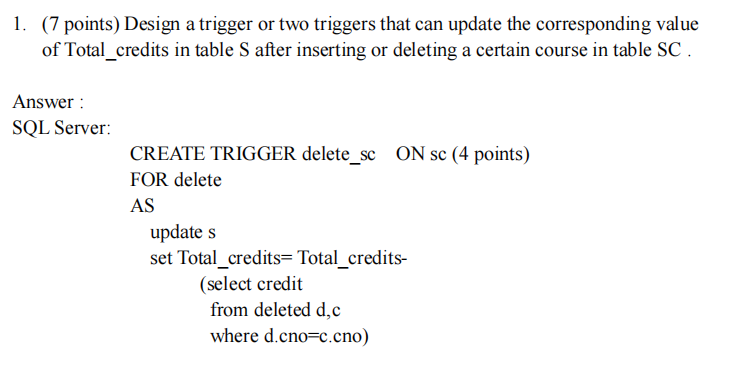 1. (7 points) Design a trigger or two triggers that can update the corresponding value
of Total_credits in table S after inserting or deleting a certain course in table SC .
Answer :
SQL Server:
CREATE TRIGGER delete_sc ON sc (4 points)
FOR delete
AS
update s
set Total_credits= Total_credits-
(select credit
from deleted d,c
where d.cno=c.cno)